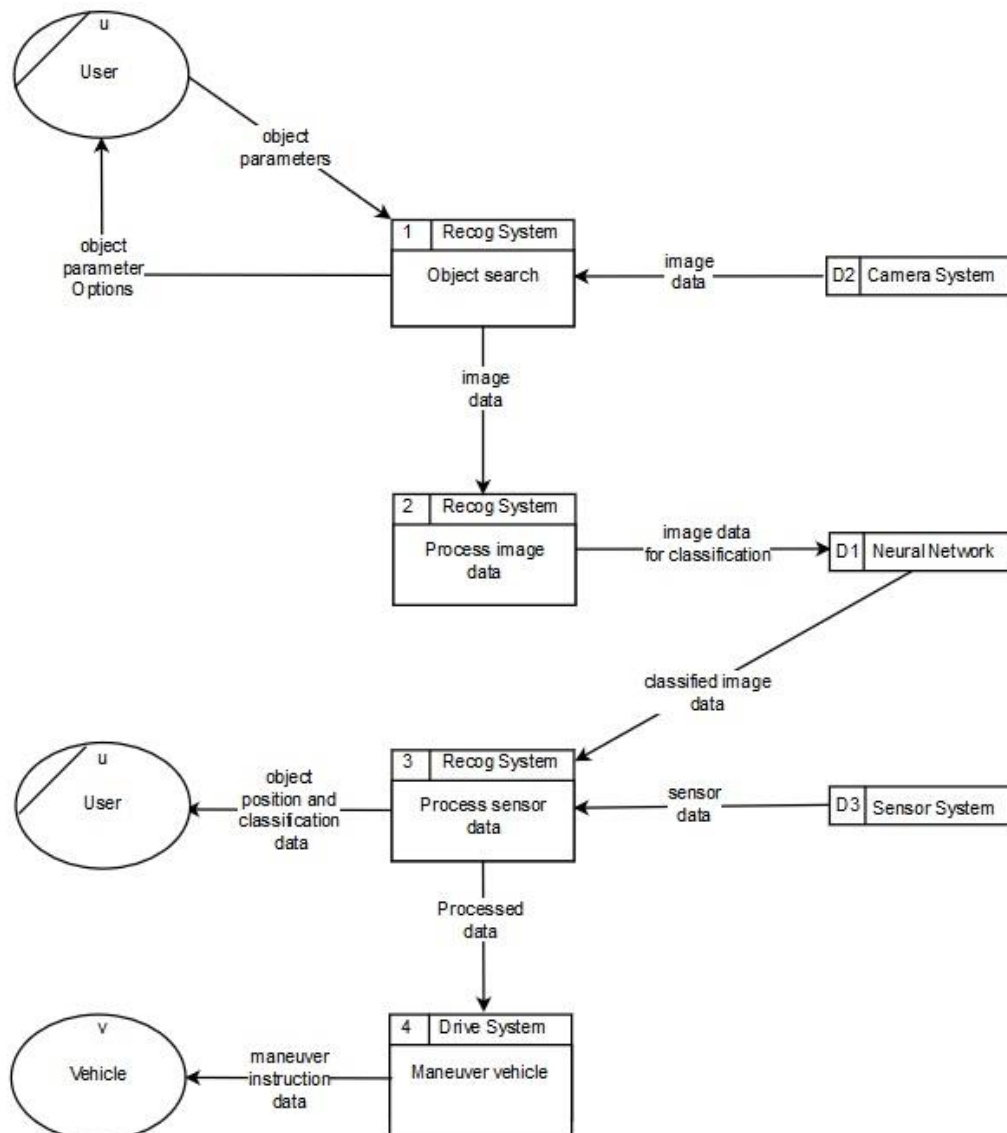 u
User
object
parameters
1 Recog System
Object search
object
parameter
Options
image
data
D2 Camera System
image
data
2 Recog System
Process image
data
image data
for classification
D1 Neural Network
classified image
data
u
User
object
position and
classification
data
3 Recog System
Process sensor
data
sensor
data
D3 Sensor System
Processed
data
v
Vehicle
maneuver
instruction
data
4 Drive System
Maneuver vehicle